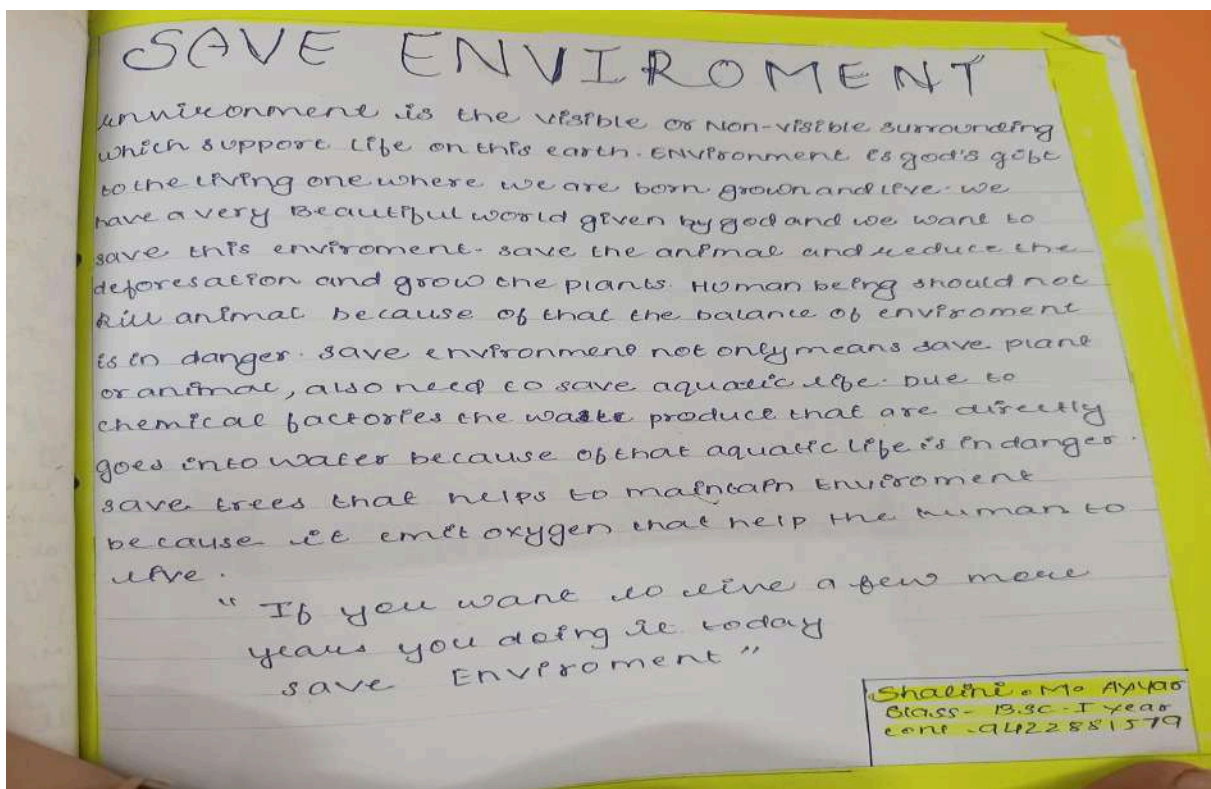 SAVE ENVIROMENT
unvironment is the visible or Non-visible surrounding
which support life on this earth. Environment is god's gift
to the living one where we are born. grown and live. we
have a very Beautiful world given by god and we want to
save this enviroment. save the animal and reduce the
deforesation and grow the plants. Human being should not
kill animal because of that the balance of enviroment
is in danger. save environment not only means save plant
or animal, also need to save aquatic life. Due to
chemical factories the waste produce that are directly
goes into water because of that aquatic life is in danger.
save trees that helps to maintain Enviroment
because it emit oxygen that help the human to
live.
" If you want to live a few more
years you doing it today
save Enviroment "
Shalini. M. Ayyar
Class- B.SC. I year
cont -9422881579